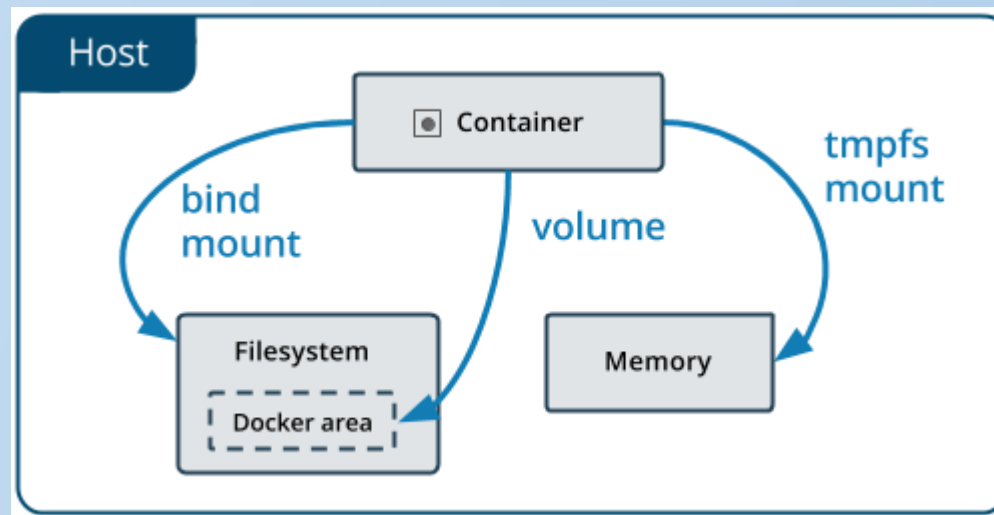 Host
Container
bind
mount
volume
tmpfs
mount
Filesystem
Docker area
Memory